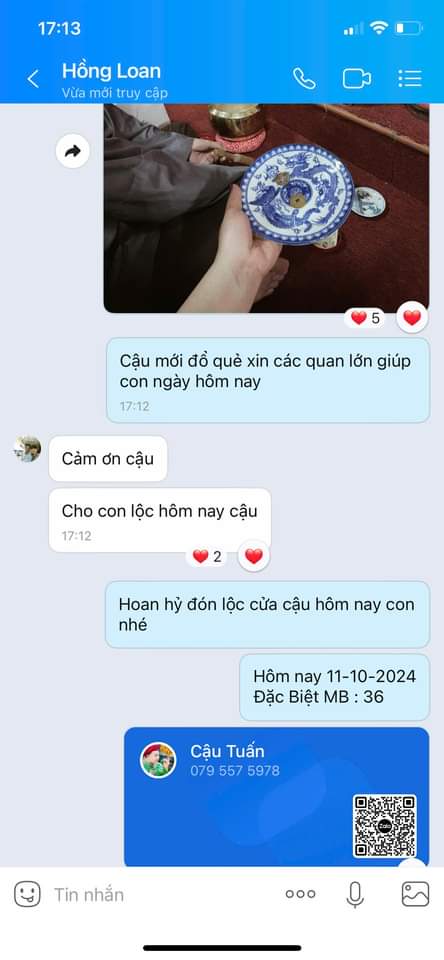 17:13
Hồng Loan
Vừa mới truy cập
5
Cậu mới đổ quẻ xin các quan lớn giúp
con ngày hôm nay
17:12
Cảm ơn cậu
Cho con lộc hôm nay cậu
17:12
2
Hoan hỷ đón lộc cửa cậu hôm nay con
nhé
Hôm nay 11-10-2024
Đặc Biệt MB : 36
Cậu Tuấn
079 557 5978
Zalo
Tin nhắn